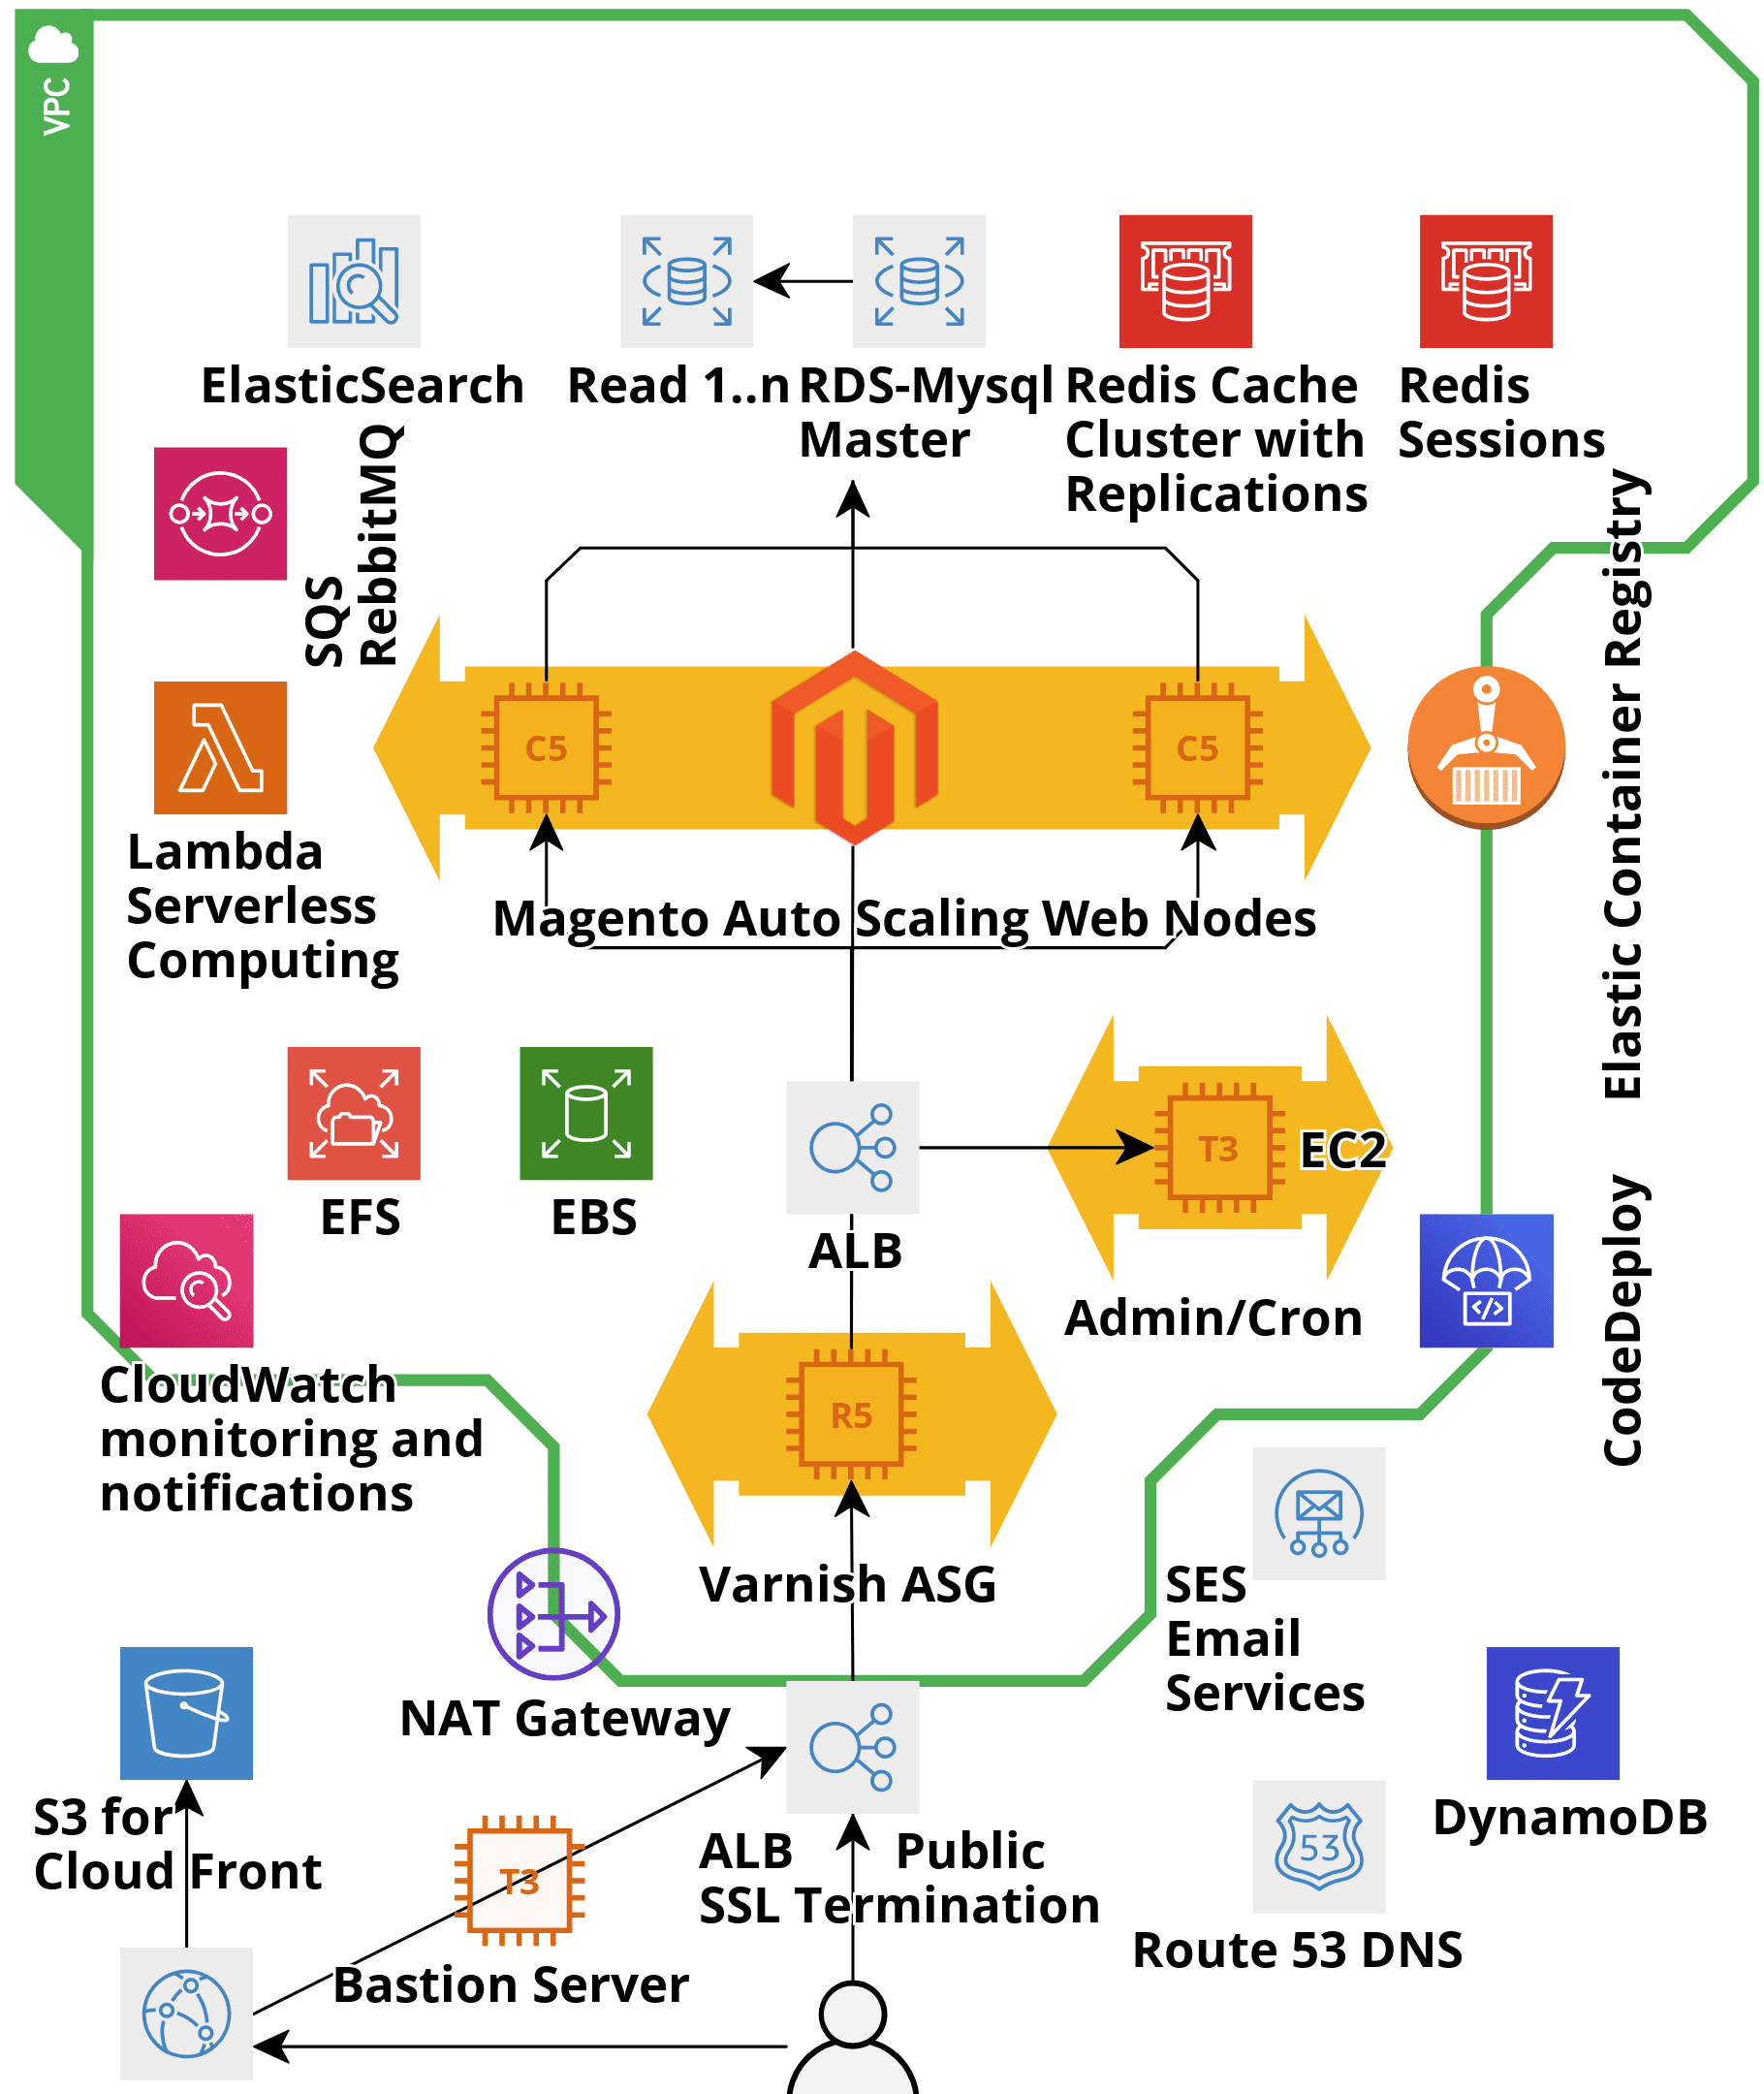 VPC
ElasticSearch
Read 1..n
RDS-Mysql
Master
Redis Cache
Cluster with
Replications
Redis
Sessions
SQS
RebbitMQ
Elastic Container Registry
C5
C5
Lambda
Serverless
Computing
Magento Auto Scaling Web Nodes
T3
EC2
EFS
EBS
ALB
Admin/Cron
CodeDeploy
CloudWatch
monitoring and
notifications
R5
Varnish ASG
SES
Email
Services
NAT Gateway
S3 for
Cloud Front
DynamoDB
T3
ALB Public
SSL Termination
53
Route 53 DNS
Bastion Server